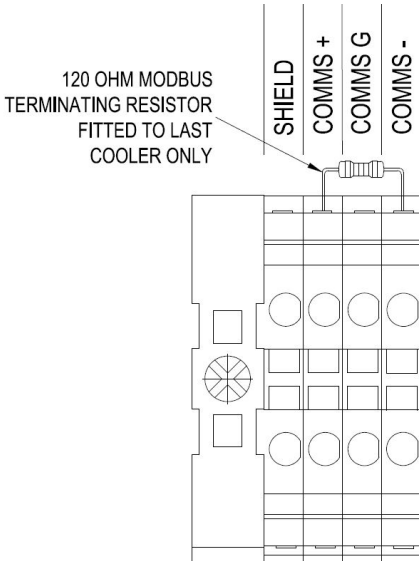 120 OHM MODBUS
TERMINATING RESISTOR
FITTED TO LAST
COOLER ONLY
SHIELD
COMMS +
COMMS G
COMMS -